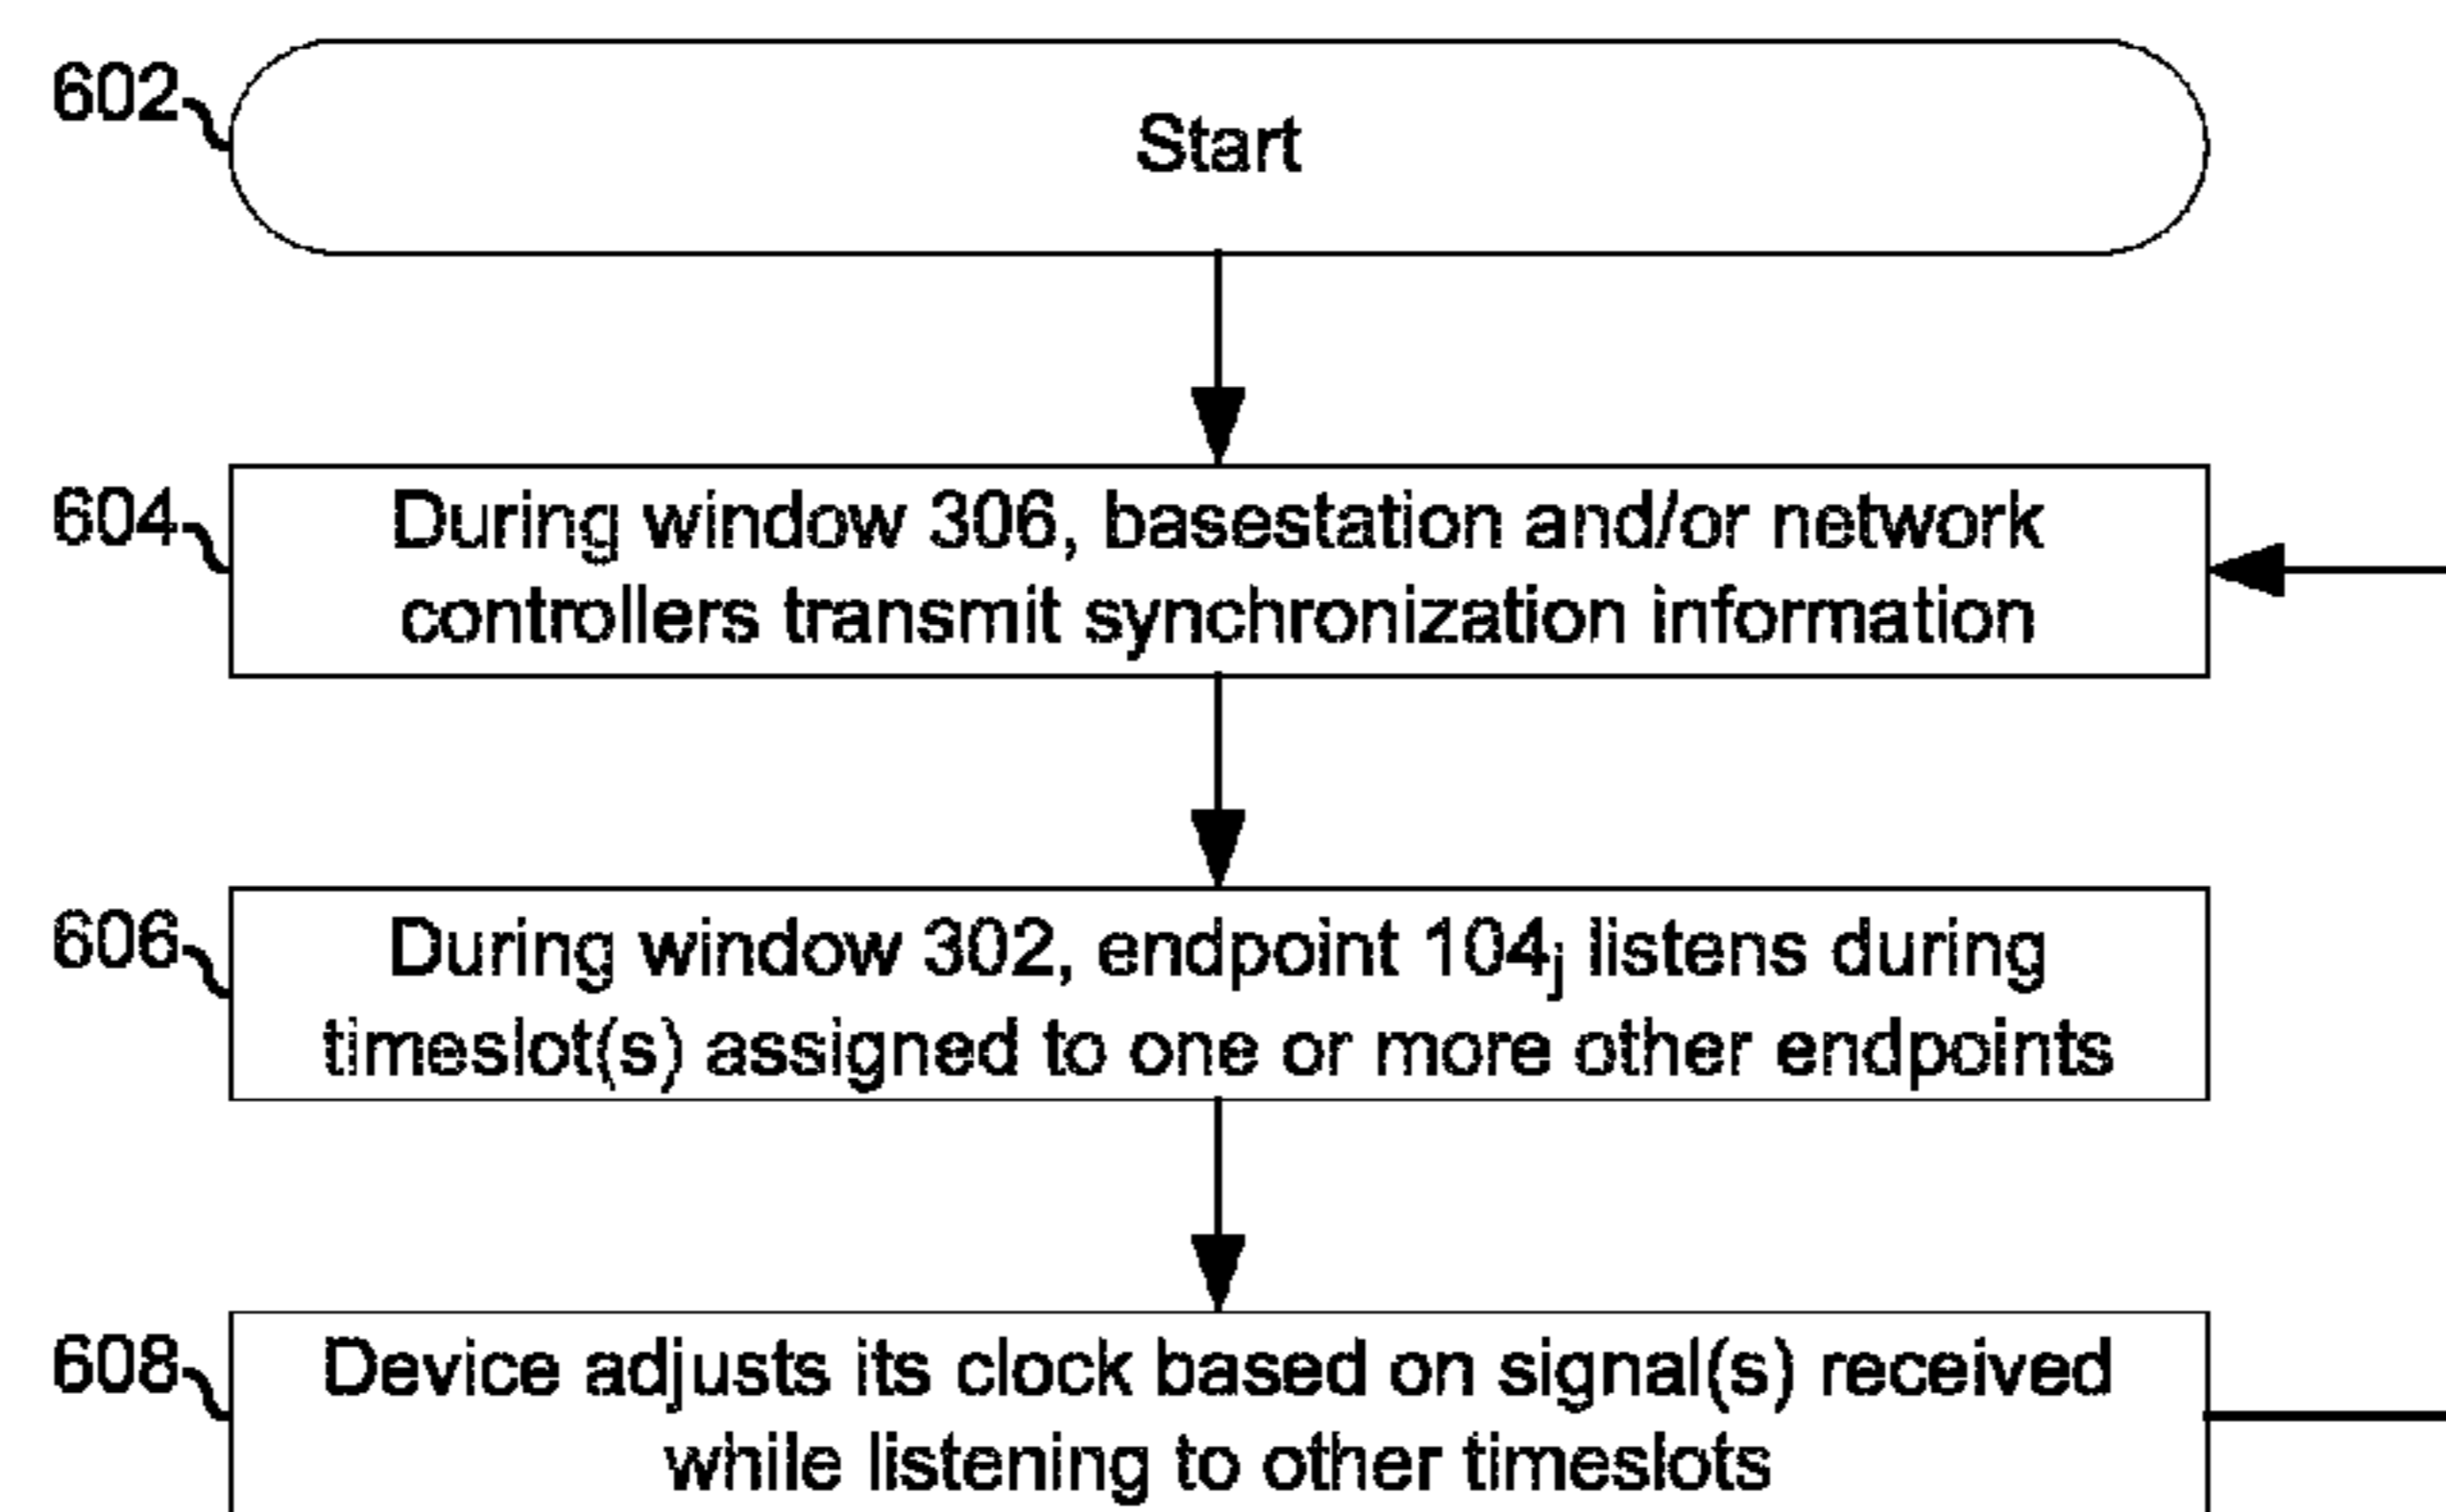 602
Start
604
During window 306, basestation and/or network
controllers transmit synchronization information
606
During window 302, endpoint 104j listens during
timeslot(s) assigned to one or more other endpoints
608
Device adjusts its clock based on signal(s) received
while listening to other timeslots